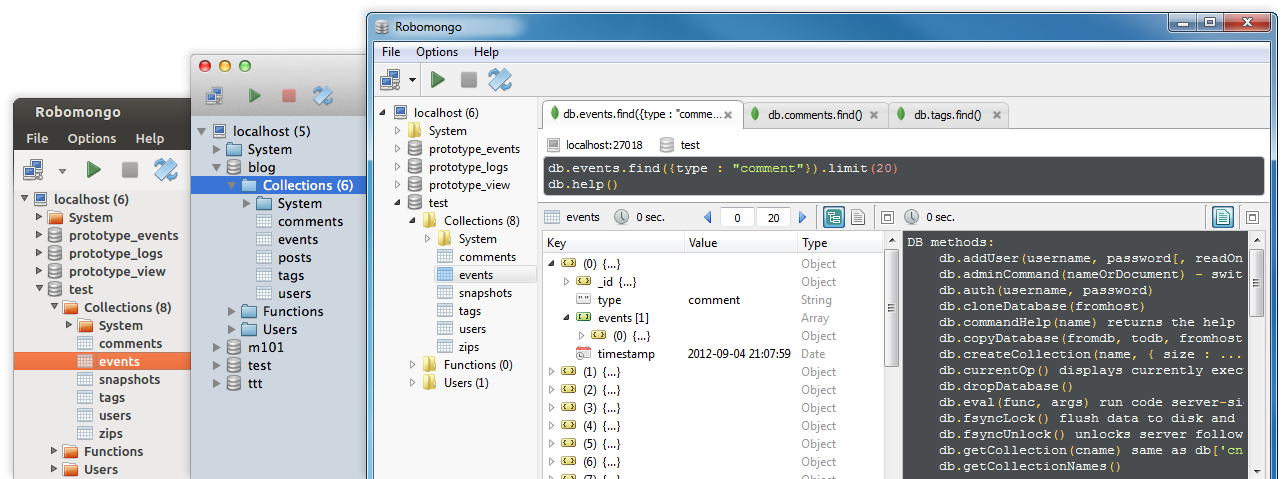 Robomongo
File Options Help
localhost (6)
System
prototype_events
prototype_logs
prototype_view
test
Collections (8)
System
comments
events
snapshots
tags
users
zips
Functions
Users
localhost (5)
System
blog
Collections (6)
System
comments
events
posts
tags
users
Functions
Users
m101
test
ttt
Robomongo
File Options Help
localhost (6)
System
prototype_events
prototype_logs
prototype_view
test
Collections (8)
System
comments
events
snapshots
tags
users
zips
Functions (0)
Users (1)
db.events.find({type : "comme... db.comments.find() db.tags.find()
localhost:27018 test
db.events.find({type : "comment"}).limit(20)
db.help()
events 0 sec. 0 20
Key Value Type
(0) {...} Object
_id {...} Object
type comment String
events [1] Array
(0) {...} Object
timestamp 2012-09-04 21:07:59 Date
(1) {...} Object
(2) {...} Object
(3) {...} Object
(4) {...} Object
(5) {...} Object
(6) {...} Object
(7) {...} Object
0 sec.
DB methods:
db.addUser(username, password[, readOn
db.adminCommand(nameOrDocument) - swit
db.auth(username, password)
db.cloneDatabase(fromhost)
db.commandHelp(name) returns the help
db.copyDatabase(fromdb, todb, fromhost
db.createCollection(name, { size : ...
db.currentOp() displays currently exec
db.dropDatabase()
db.eval(func, args) run code server-si
db.fsyncLock() flush data to disk and
db.fsyncUnlock() unlocks server follow
db.getCollection(cname) same as db['cn
db.getCollectionNames()